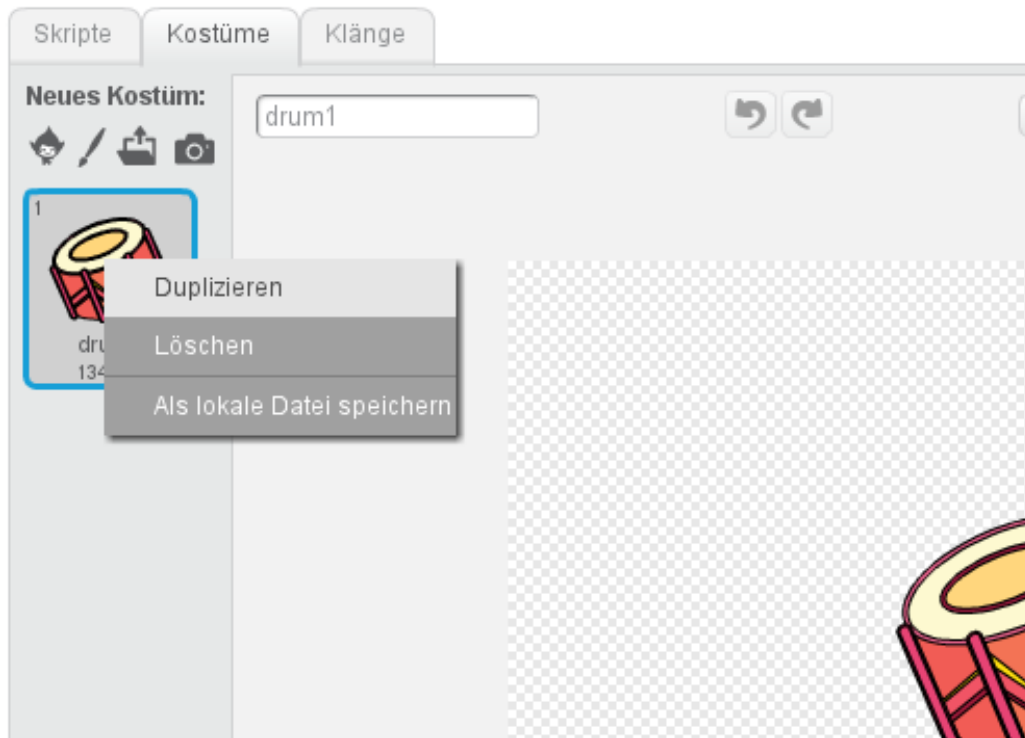 Skripte
Kostüme
Klänge
Neues Kostüm:
drum1
1
Duplizieren
Löschen
Als lokale Datei speichern